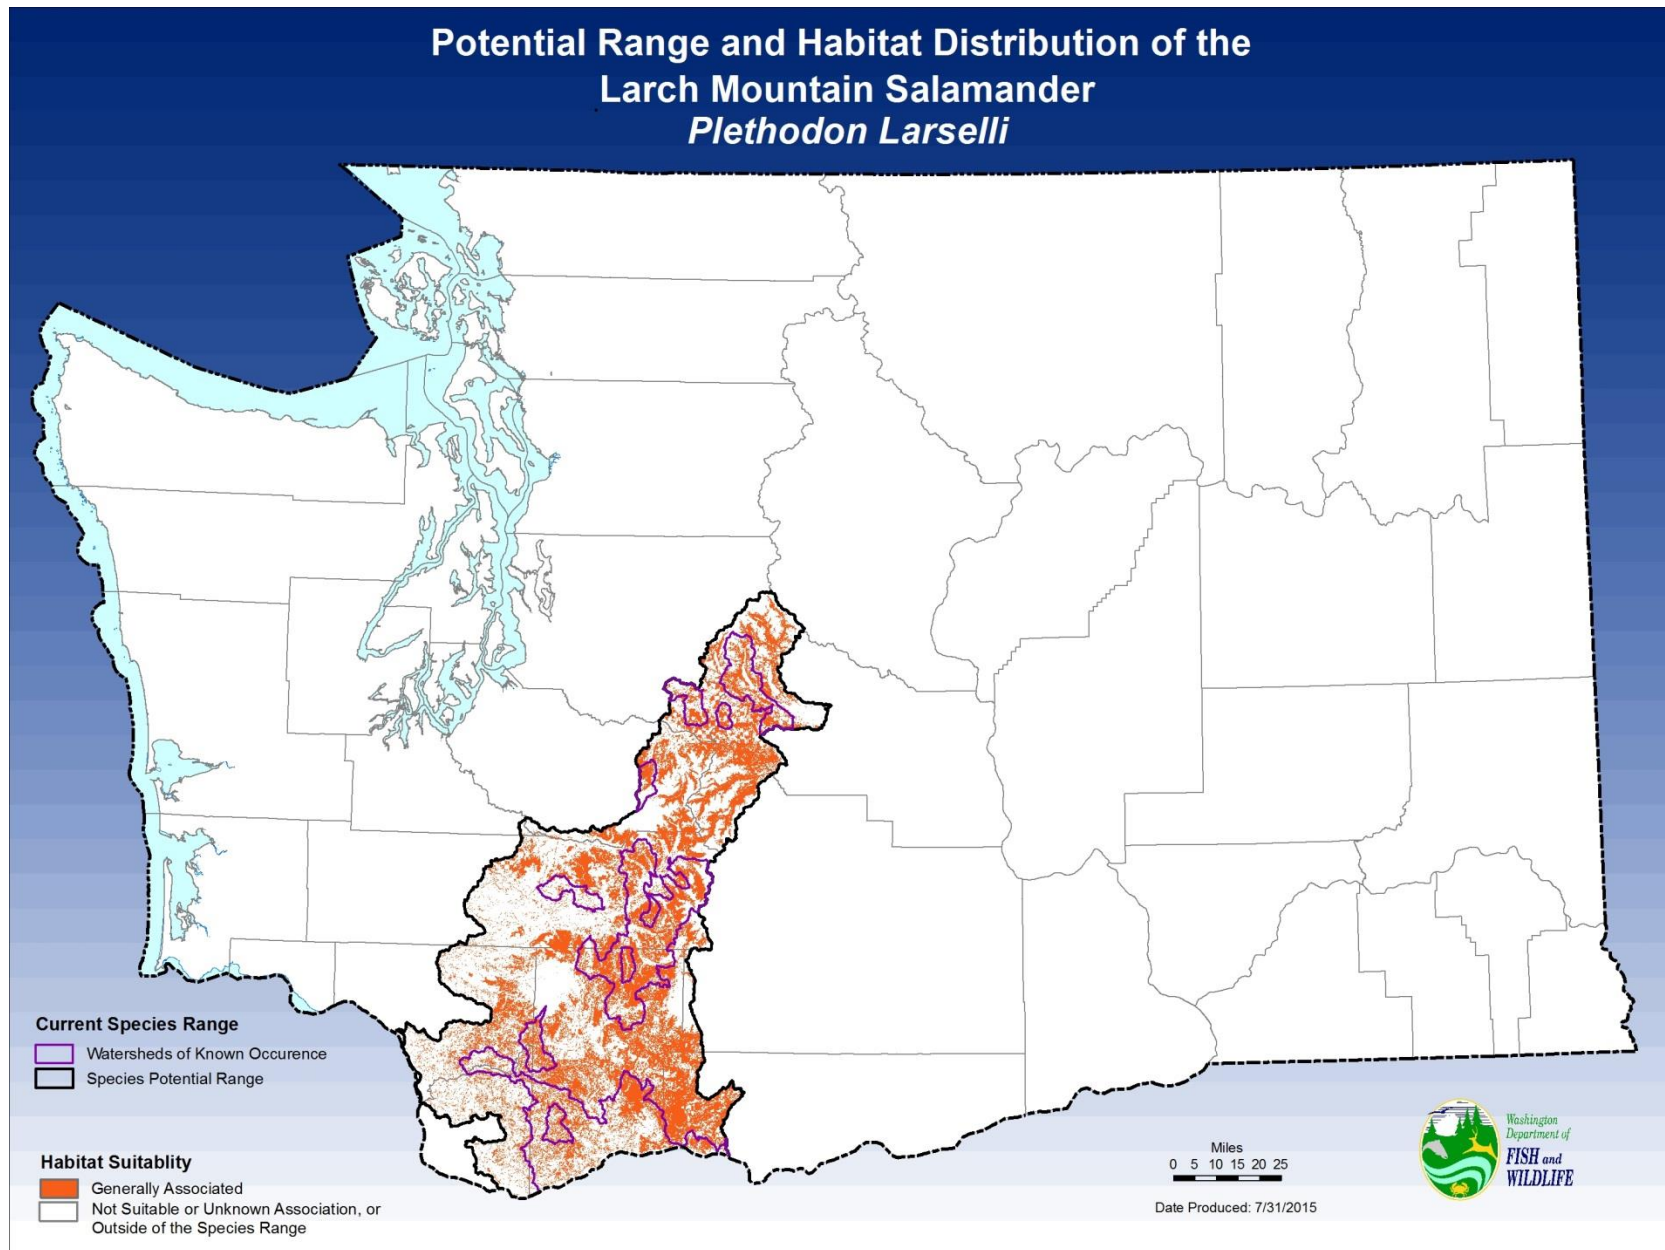 Potential Range and Habitat Distribution of the
Larch Mountain Salamander
Plethodon Larselli
Current Species Range
Watersheds of Known Occurence
Species Potential Range
Habitat Suitablity
Generally Associated
Not Suitable or Unknown Association, or
Outside of the Species Range
Miles
0 5 10 15 20 25
Date Produced: 7/31/2015
Washington
Department of
FISH and
WILDLIFE